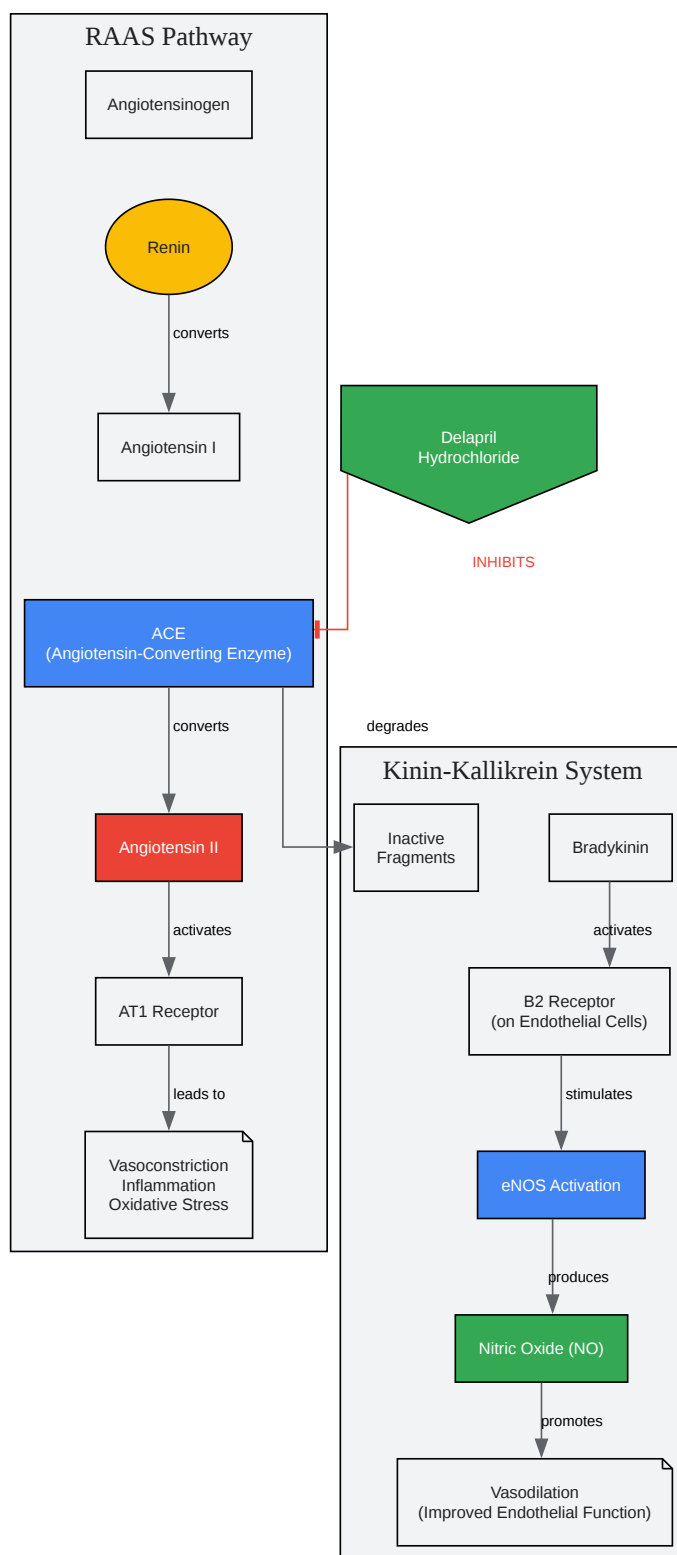 RAAS Pathway
Angiotensinogen
Renin
converts
Angiotensin I
Delapril
Hydrochloride
INHIBITS
ACE
(Angiotensin-Converting Enzyme)
converts
degrades
Kinin-Kallikrein System
Angiotensin II
Inactive
Fragments
Bradykinin
activates
activates
AT1 Receptor
B2 Receptor
(on Endothelial Cells)
leads to
stimulates
Vasoconstriction
Inflammation
Oxidative Stress
eNOS Activation
produces
Nitric Oxide (NO)
promotes
Vasodilation
(Improved Endothelial Function)